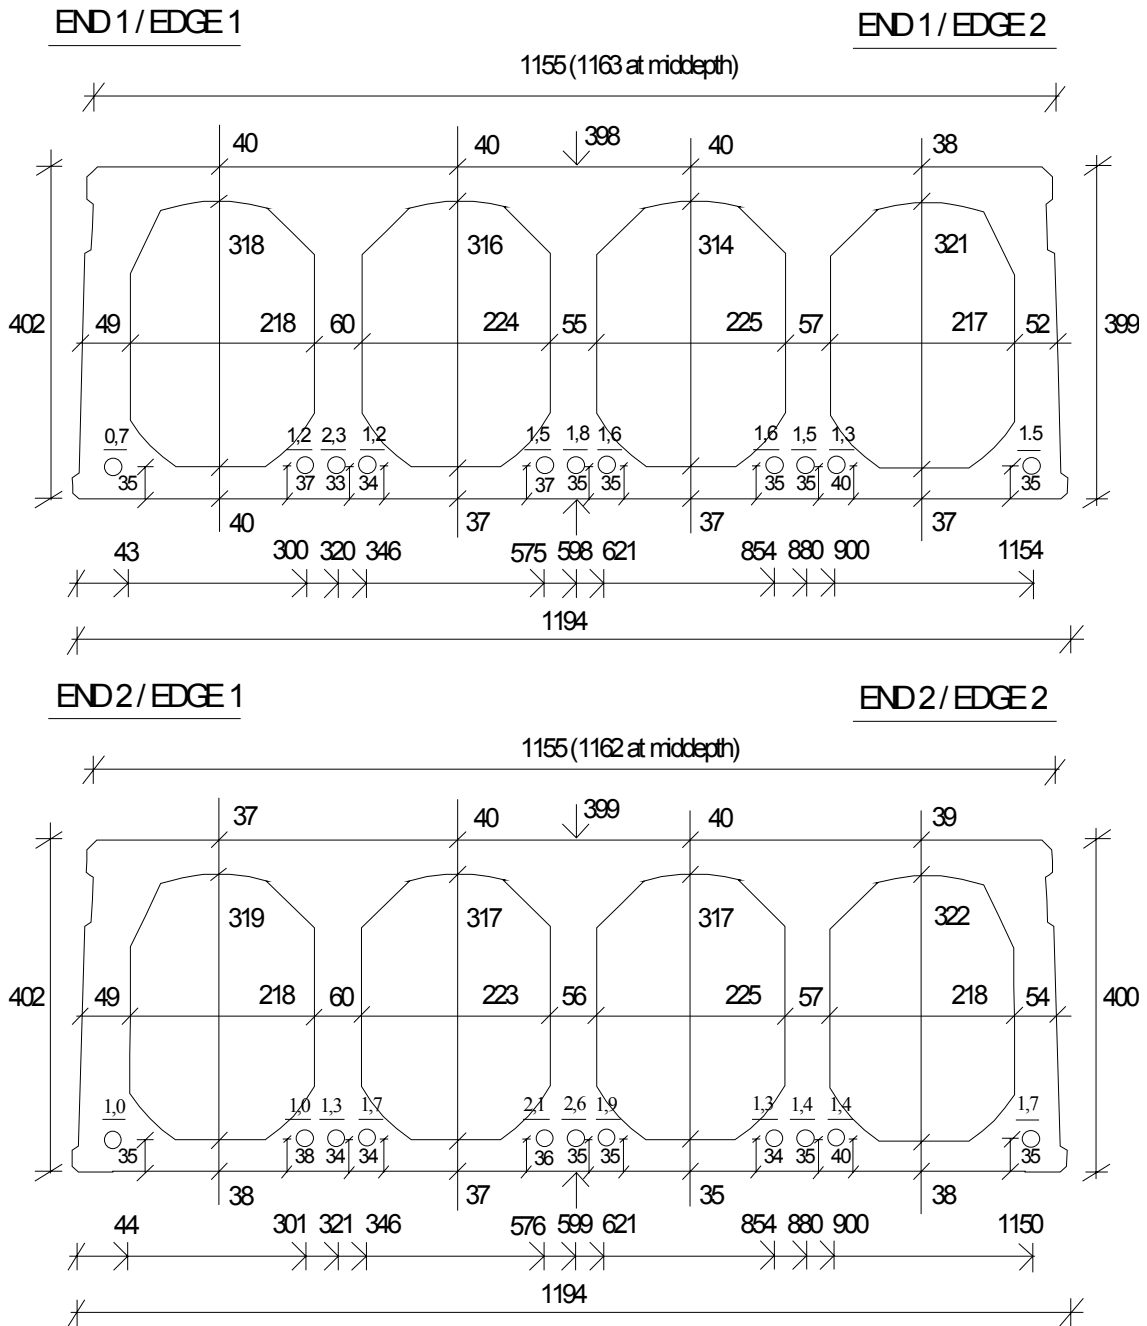 END 1 / EDGE 1 END 1 / EDGE 2
1155 (1163 at middepth)
40 40 398 40 38
318 316 314 321
402 49 218 60 224 55 225 57 217 52 399
0,7 1,2 2,3 1,2 1,5 1,8 1,6 1.6 1,5 1,3 1.5
35 37 33 34 37 35 35 35 35 40 35
40 37 37 37
43 300 320 346 575 598 621 854 880 900 1154
1194
END 2 / EDGE 1 END 2 / EDGE 2
1155 (1162 at middepth)
37 40 399 40 39
319 317 317 322
402 49 218 60 223 56 225 57 218 54 400
1,0 1,0 1,3 1,7 2,1 2,6 1,9 1,3 1,4 1,4 1,7
35 38 34 34 36 35 35 34 35 40 35
38 37 35 38
44 301 321 346 576 599 621 854 880 900 1150
1194